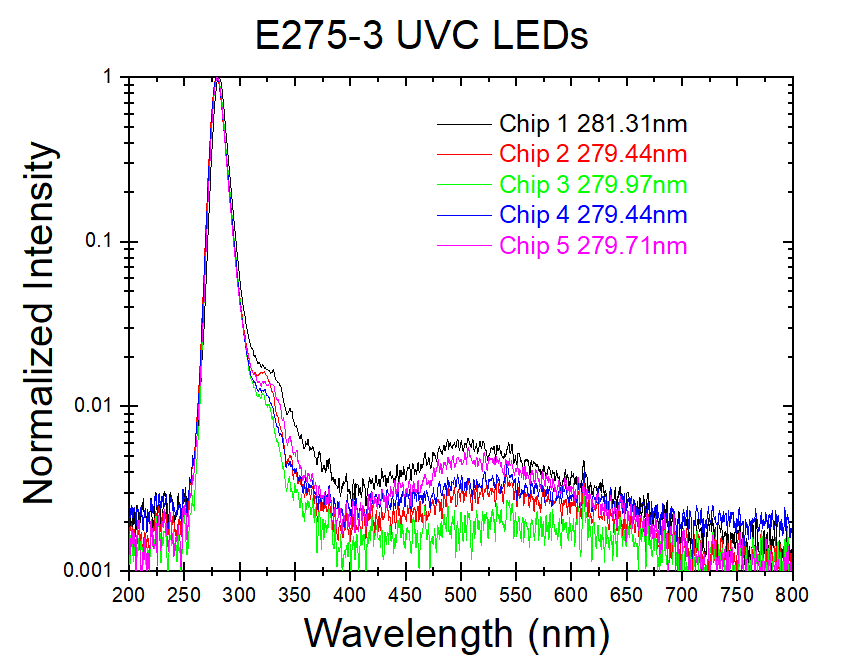 E275-3 UVC LEDs
Chip 1 281.31nm
Chip 2 279.44nm
Chip 3 279.97nm
Chip 4 279.44nm
Chip 5 279.71nm
Normalized Intensity
1
0.1
0.01
0.001
200 250 300 350 400 450 500 550 600 650 700 750 800
Wavelength (nm)